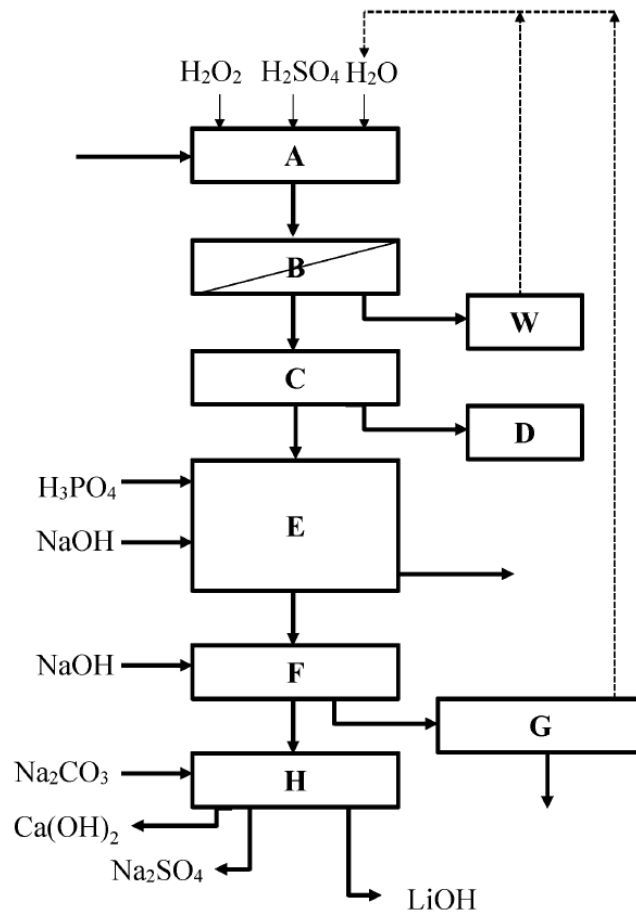 H₂O₂ H₂SO₄ H₂O
A
B
W
C
D
H₃PO₄
E
NaOH
NaOH
F
G
Na₂CO₃
H
Ca(OH)₂
Na₂SO₄
LiOH